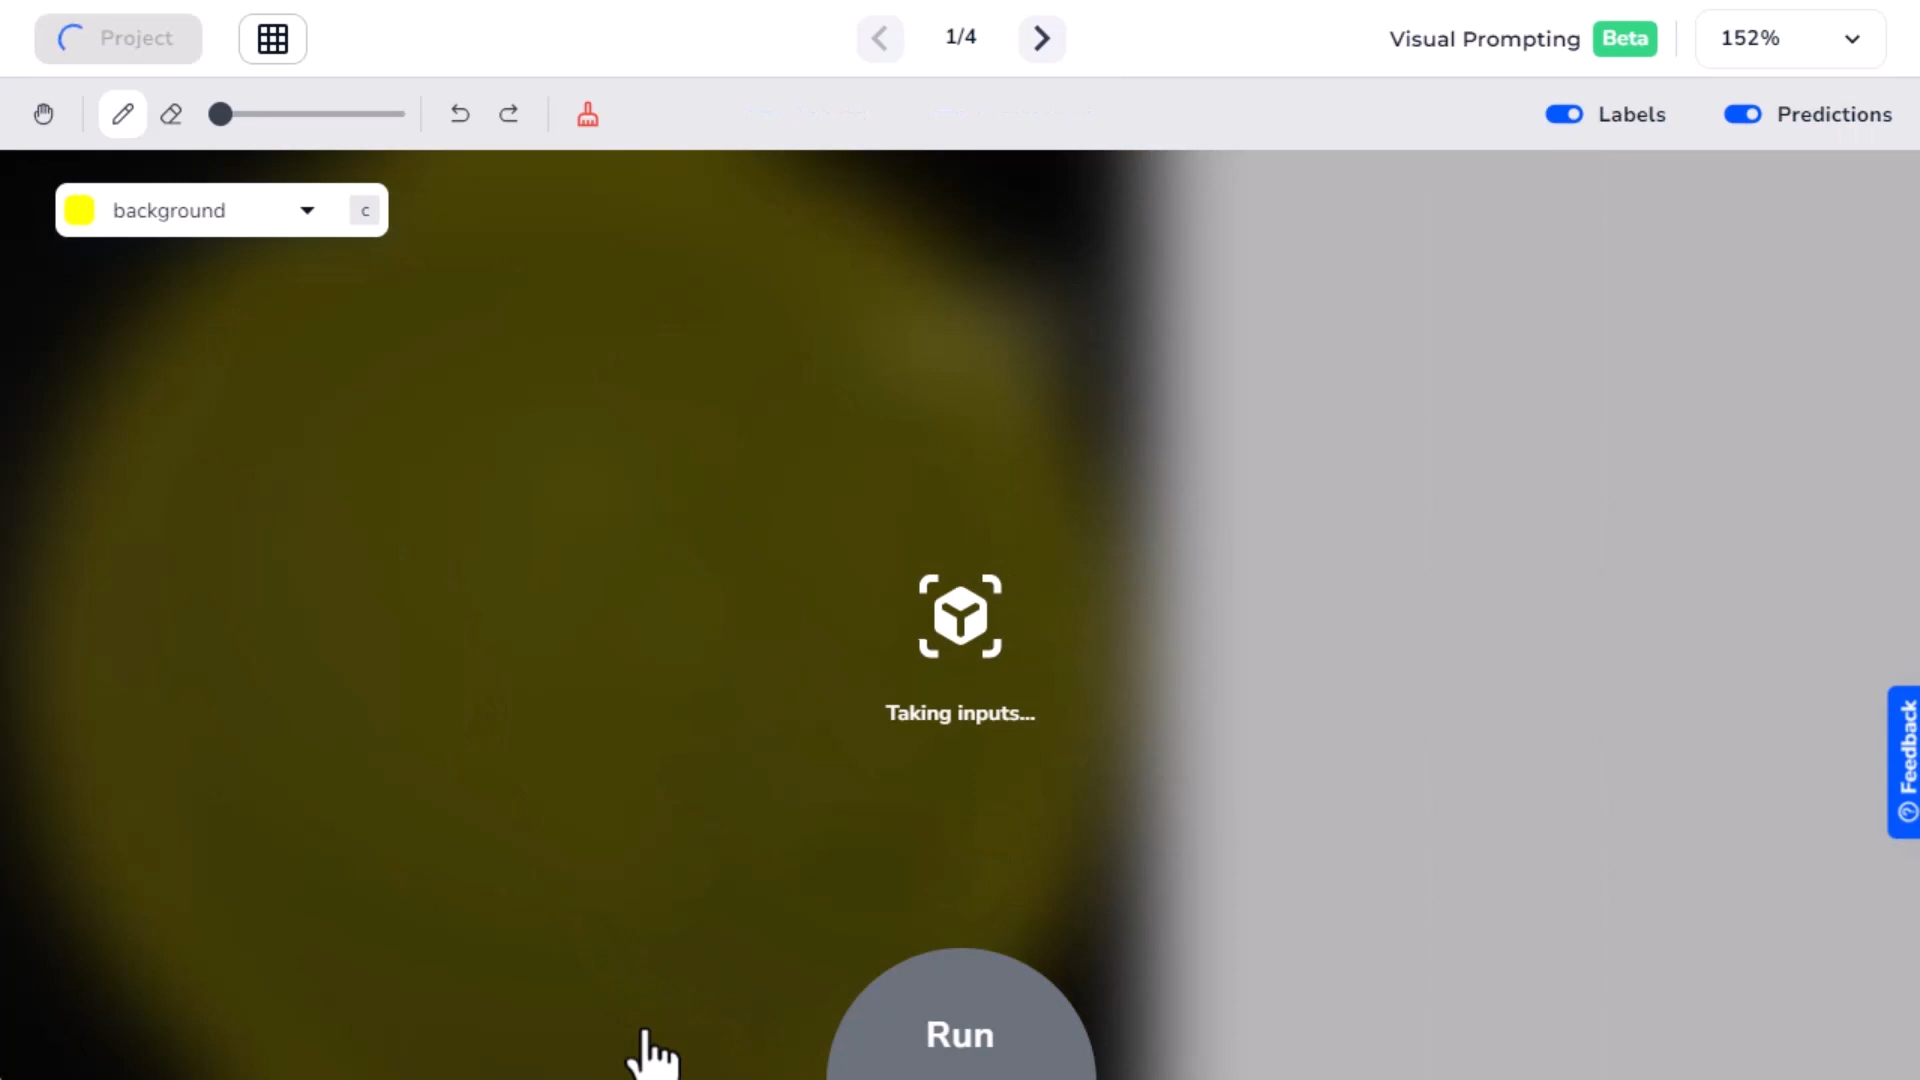 Project
1/4
Visual Prompting Beta
152%
Labels
Predictions
background
c
Taking inputs...
Feedback
Run